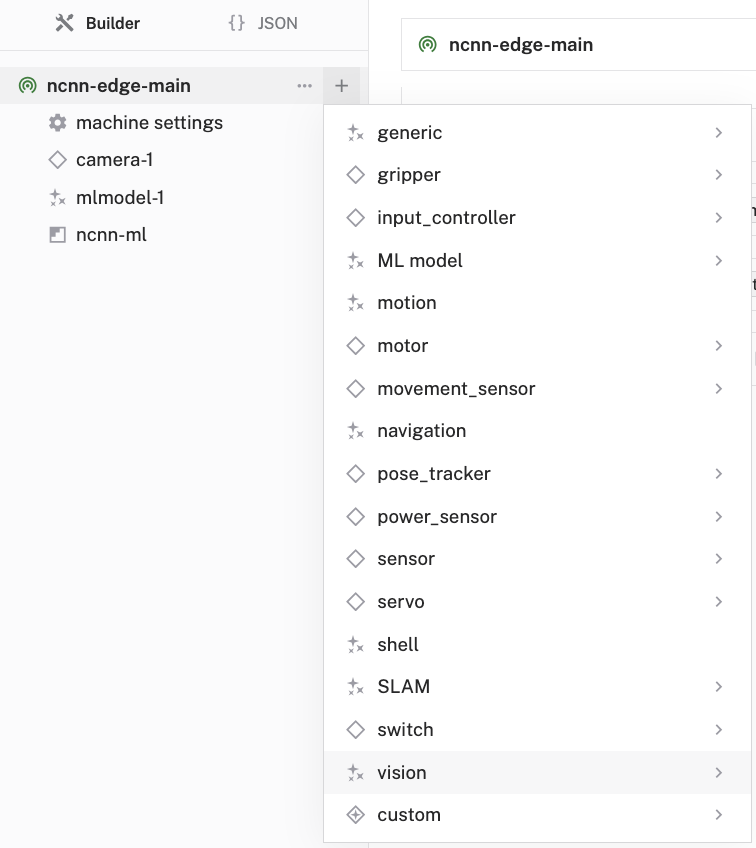 Builder
{} JSON
ncnn-edge-main
machine settings
camera-1
mlmodel-1
ncnn-ml
ncnn-edge-main
generic
gripper
input_controller
ML model
motion
motor
movement_sensor
navigation
pose_tracker
power_sensor
sensor
servo
shell
SLAM
switch
vision
custom